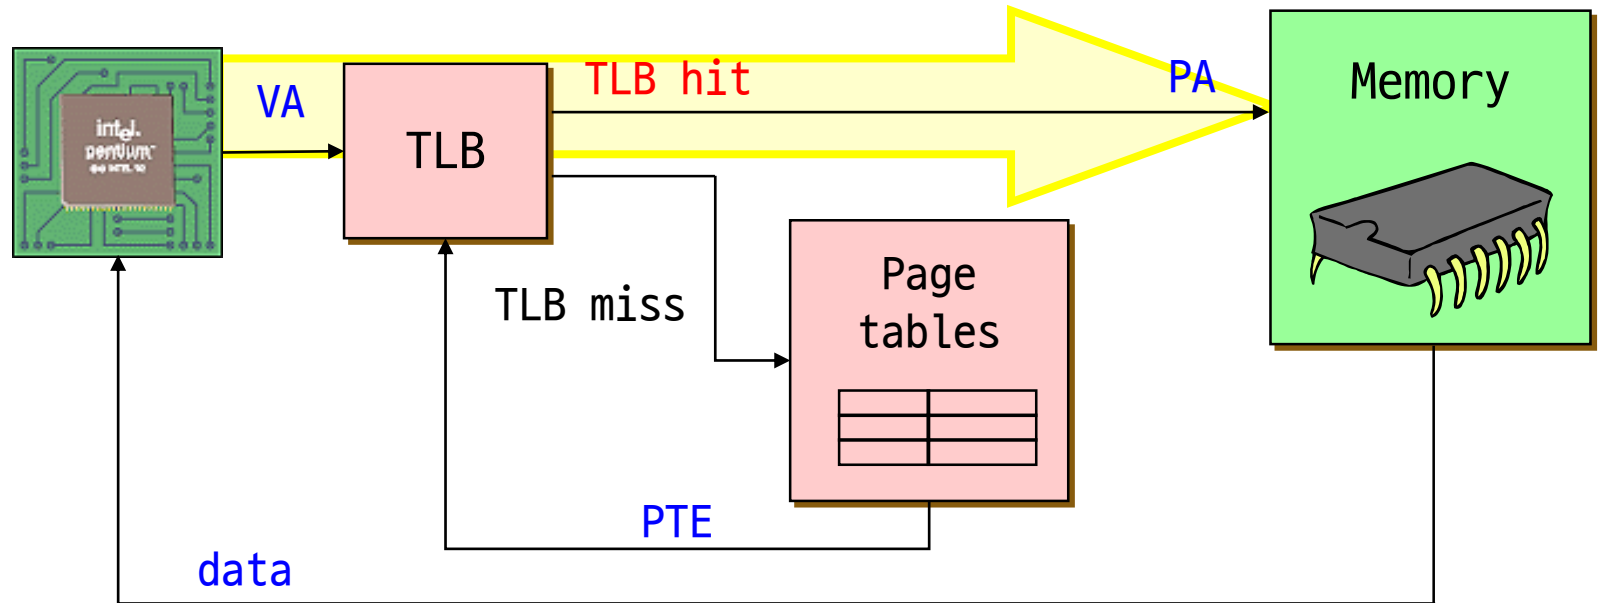 VA
TLB hit
PA
Memory
intel.
pentium
TLB
Page
tables
TLB miss
PTE
data